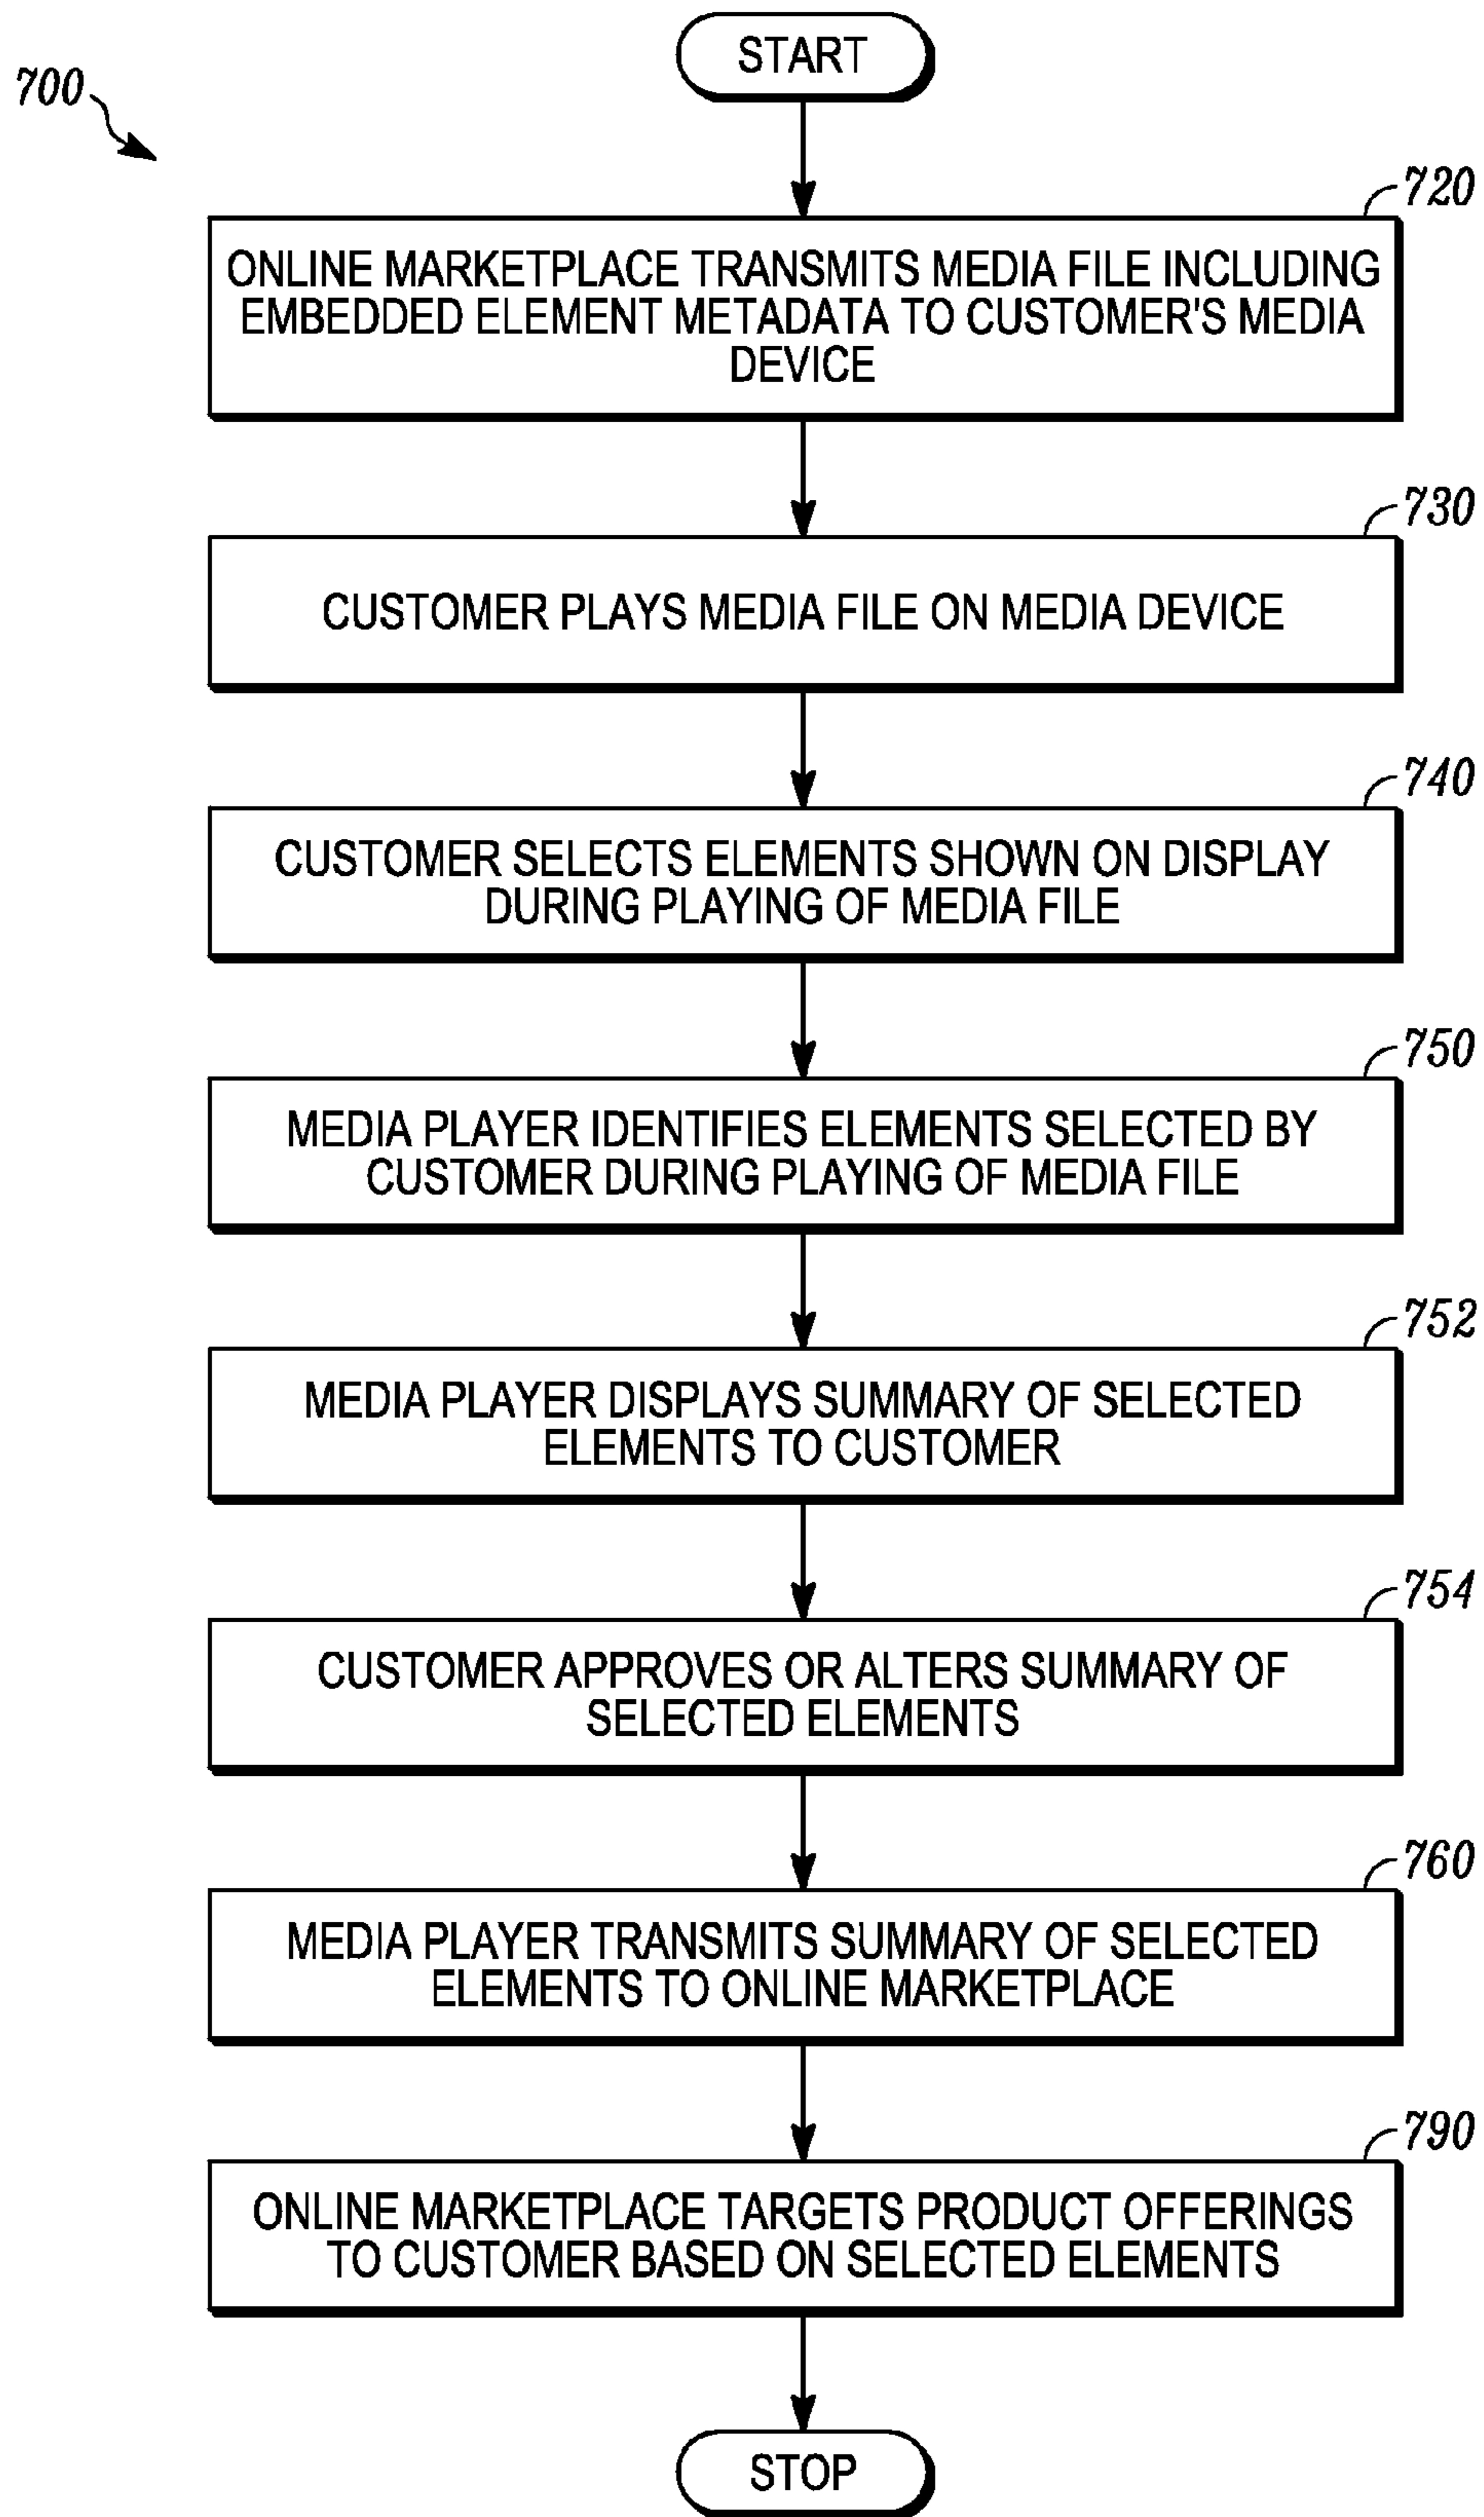 START
700
720
ONLINE MARKETPLACE TRANSMITS MEDIA FILE INCLUDING
EMBEDDED ELEMENT METADATA TO CUSTOMER'S MEDIA
DEVICE
730
CUSTOMER PLAYS MEDIA FILE ON MEDIA DEVICE
740
CUSTOMER SELECTS ELEMENTS SHOWN ON DISPLAY
DURING PLAYING OF MEDIA FILE
750
MEDIA PLAYER IDENTIFIES ELEMENTS SELECTED BY
CUSTOMER DURING PLAYING OF MEDIA FILE
752
MEDIA PLAYER DISPLAYS SUMMARY OF SELECTED
ELEMENTS TO CUSTOMER
754
CUSTOMER APPROVES OR ALTERS SUMMARY OF
SELECTED ELEMENTS
760
MEDIA PLAYER TRANSMITS SUMMARY OF SELECTED
ELEMENTS TO ONLINE MARKETPLACE
790
ONLINE MARKETPLACE TARGETS PRODUCT OFFERINGS
TO CUSTOMER BASED ON SELECTED ELEMENTS
STOP